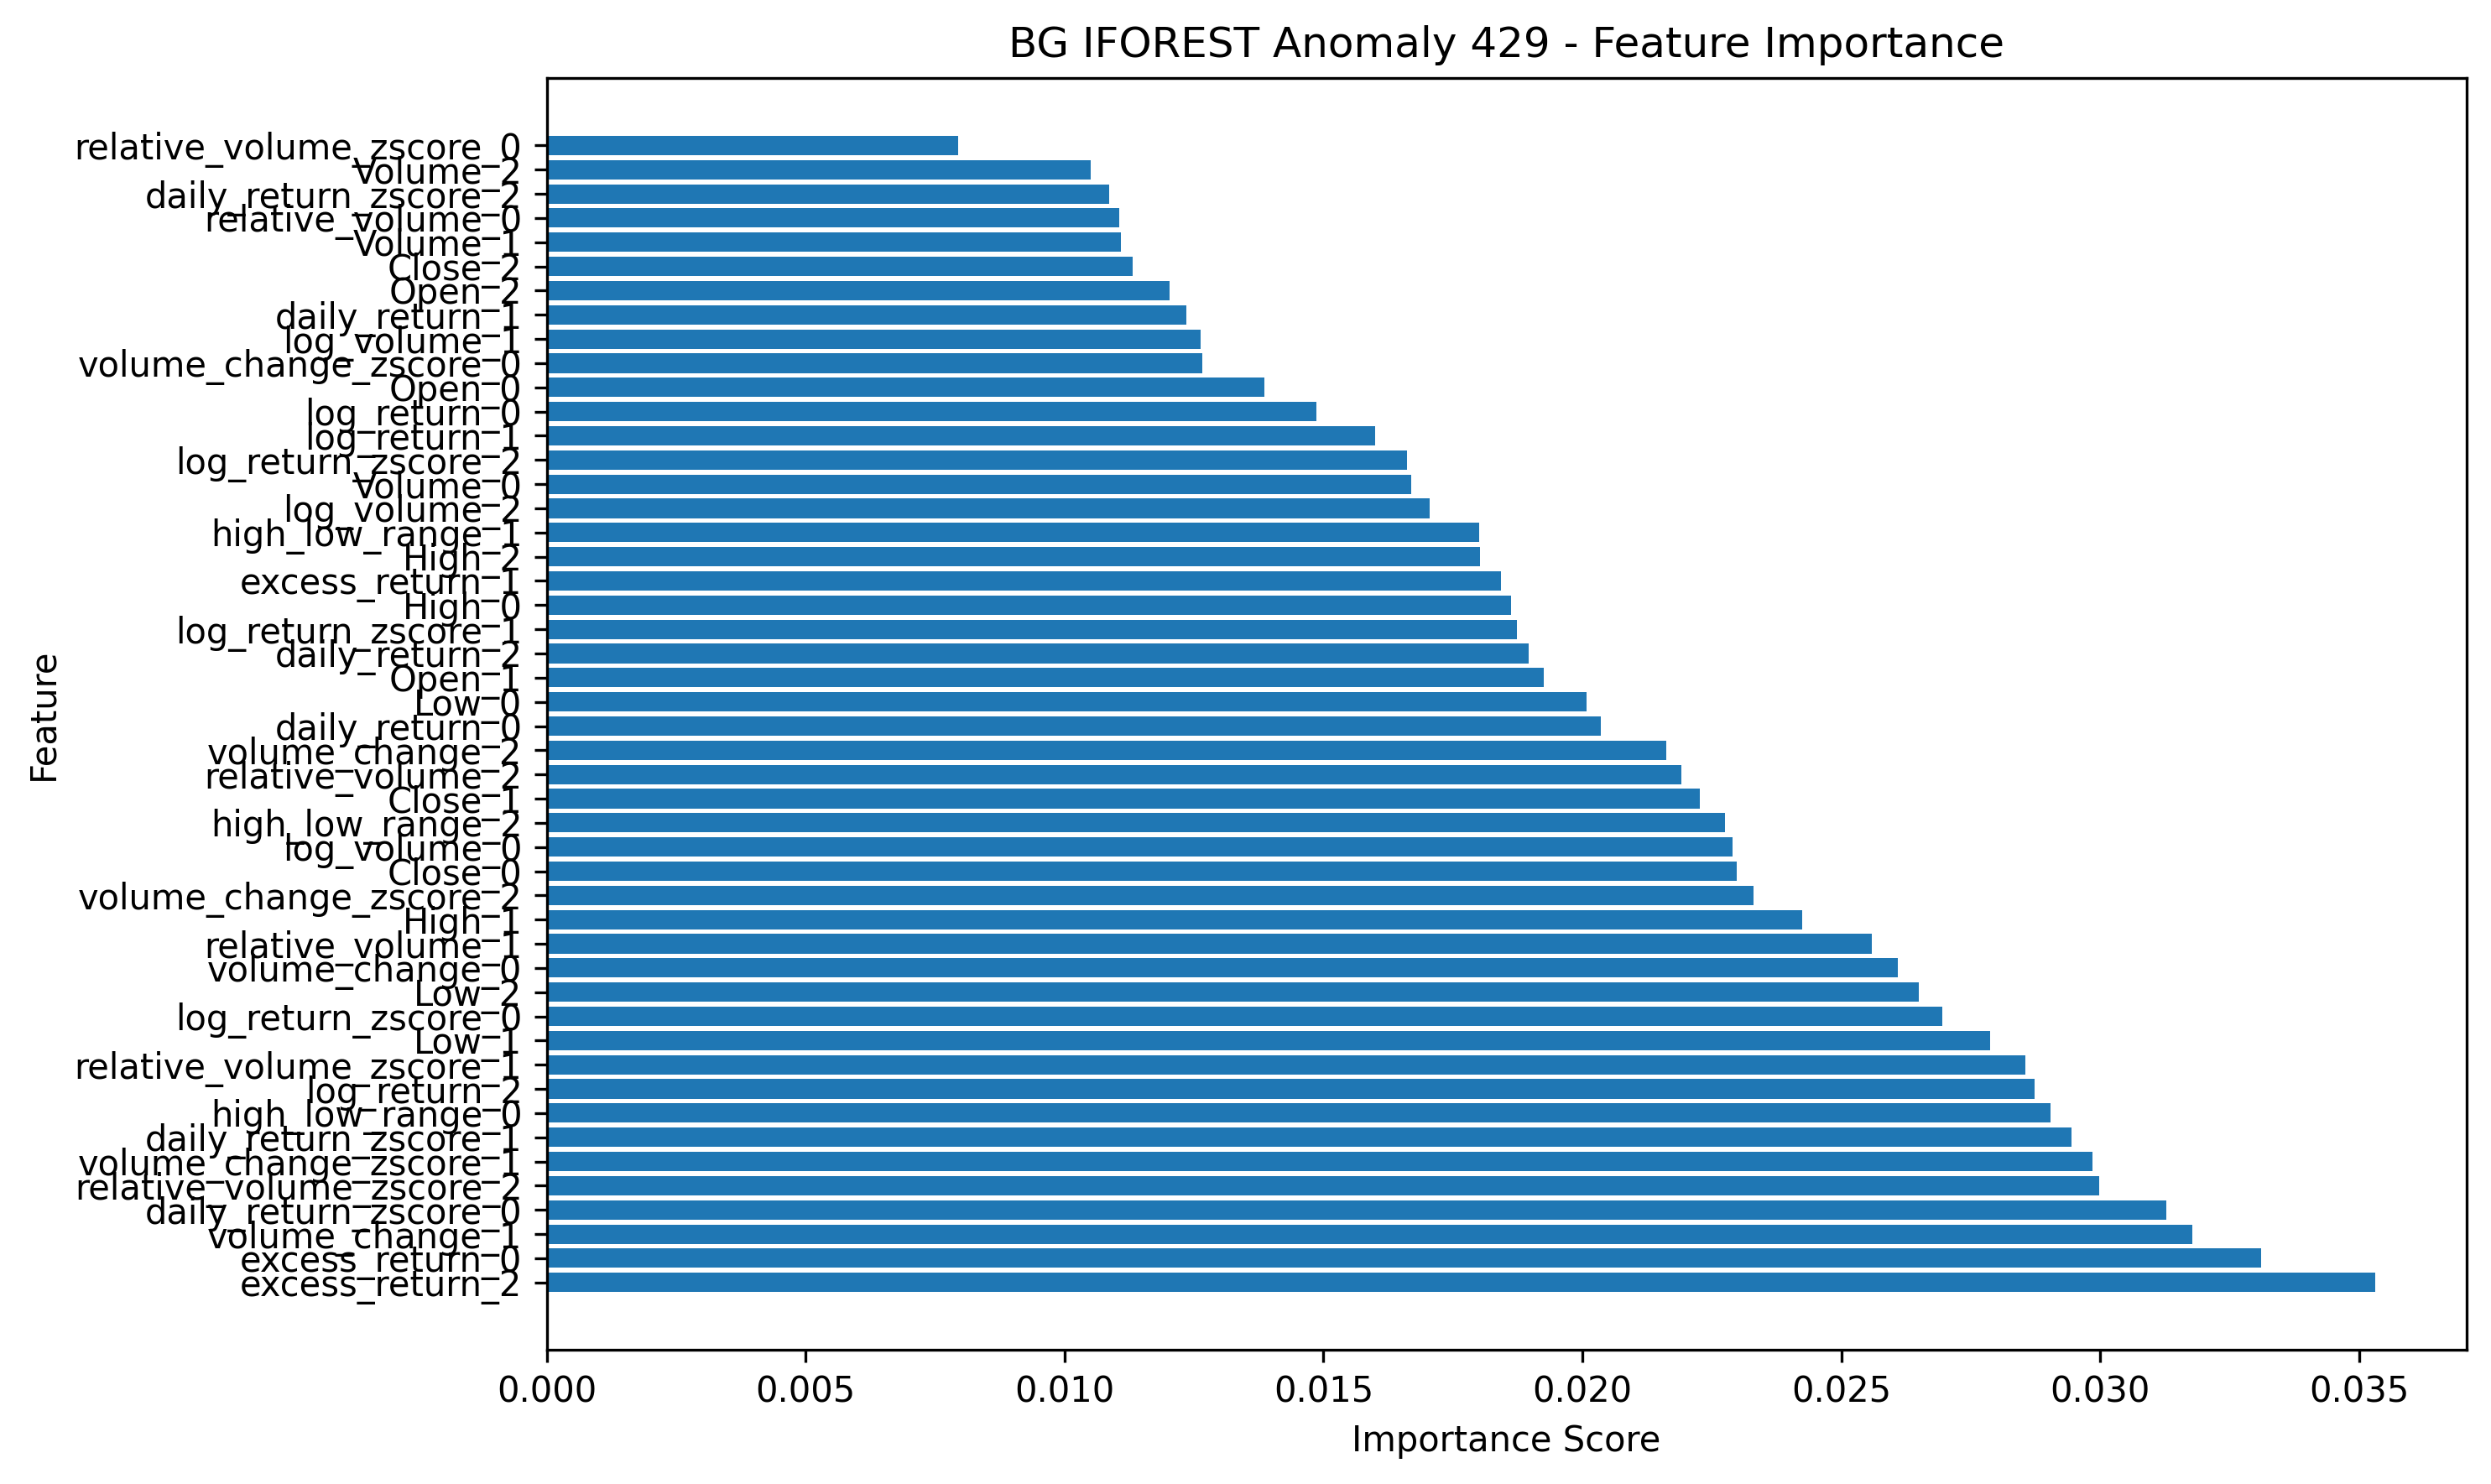 BG IFOREST Anomaly 429 - Feature Importance
relative_volume_zscore_0
Volume_2
daily_return_zscore_2
relative_volume_0
Volume_1
Close_2
Open_2
daily_return_1
log_volume_1
volume_change_zscore_0
Open_0
log_return_0
log_return_1
log_return_zscore_2
Volume_0
log_volume_2
high_low_range_1
High_2
excess_return_1
High_0
log_return_zscore_1
daily_return_2
Open_1
Low_0
daily_return_0
volume_change_2
relative_volume_2
Close_1
high_low_range_2
log_volume_0
Close_0
volume_change_zscore_2
High_1
relative_volume_1
volume_change_0
Low_2
log_return_zscore_0
Low_1
relative_volume_zscore_1
log_return_2
high_low_range_0
daily_return_zscore_1
volume_change_zscore_1
relative_volume_zscore_2
daily_return_zscore_0
volume_change_1
excess_return_0
excess_return_2
Feature
0.000 0.005 0.010 0.015 0.020 0.025 0.030 0.035
Importance Score